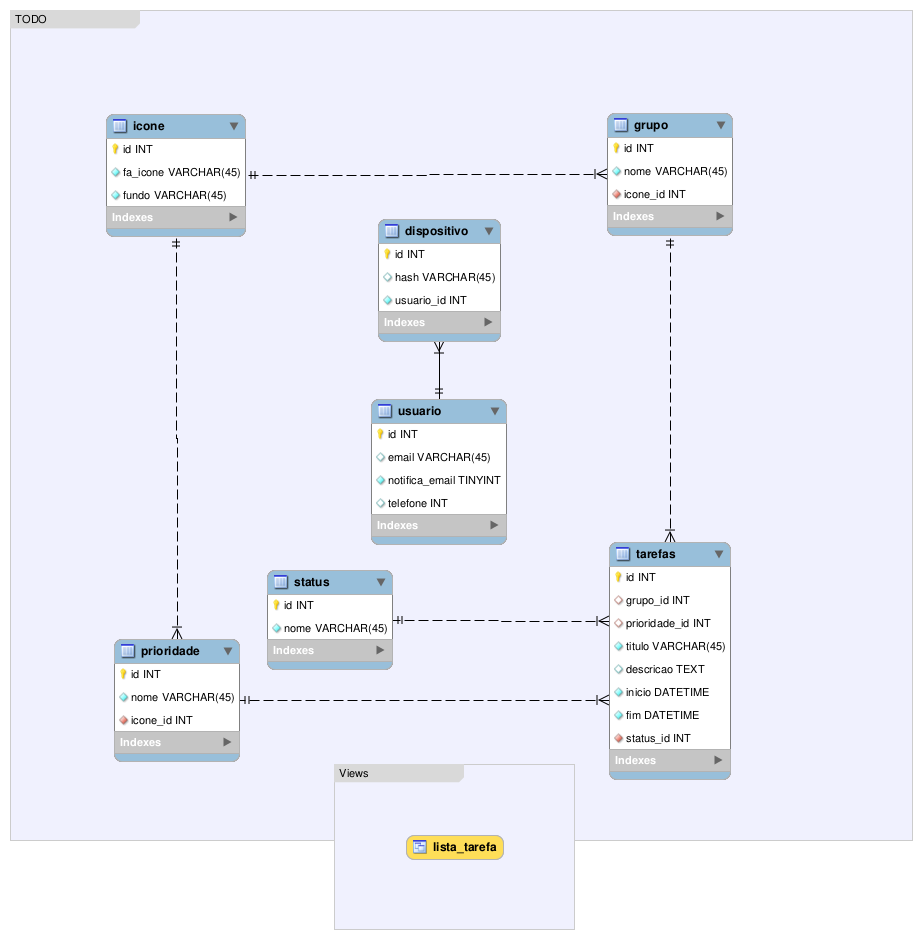 TODO
icone
id INT
fa_icone VARCHAR(45)
fundo VARCHAR(45)
Indexes
grupo
id INT
nome VARCHAR(45)
icone_id INT
Indexes
dispositivo
id INT
hash VARCHAR(45)
usuario_id INT
Indexes
usuario
id INT
email VARCHAR(45)
notifica_email TINYINT
telefone INT
Indexes
status
id INT
nome VARCHAR(45)
Indexes
tarefas
id INT
grupo_id INT
prioridade_id INT
titulo VARCHAR(45)
descricao TEXT
inicio DATETIME
fim DATETIME
status_id INT
Indexes
prioridade
id INT
nome VARCHAR(45)
icone_id INT
Indexes
Views
lista_tarefa